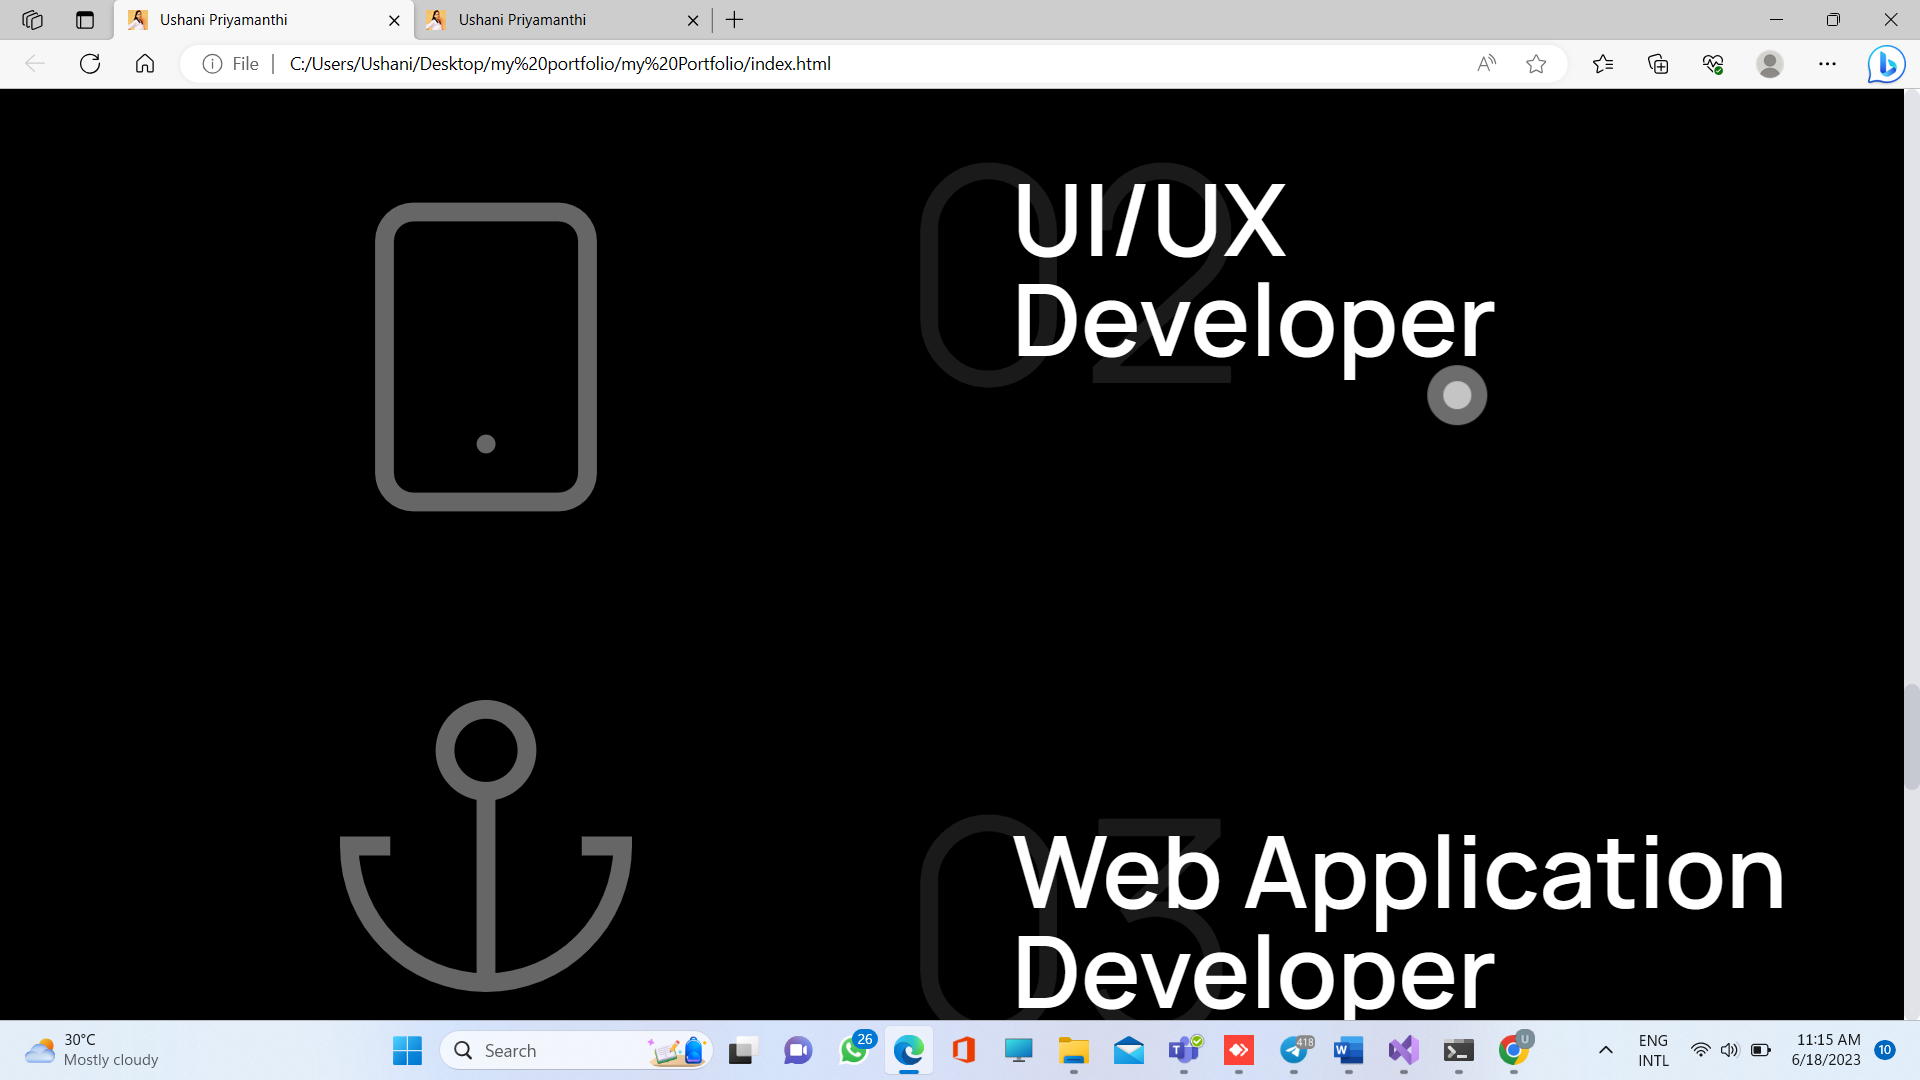 Ushani Priyamanthi
Ushani Priyamanthi
File
C:/Users/Ushani/Desktop/my%20portfolio/my%20Portfolio/index.html
02
UI/UX
Developer
03
Web Application
Developer
30°C
Mostly cloudy
Search
26
418
U
ENG
INTL
11:15 AM
6/18/2023
10